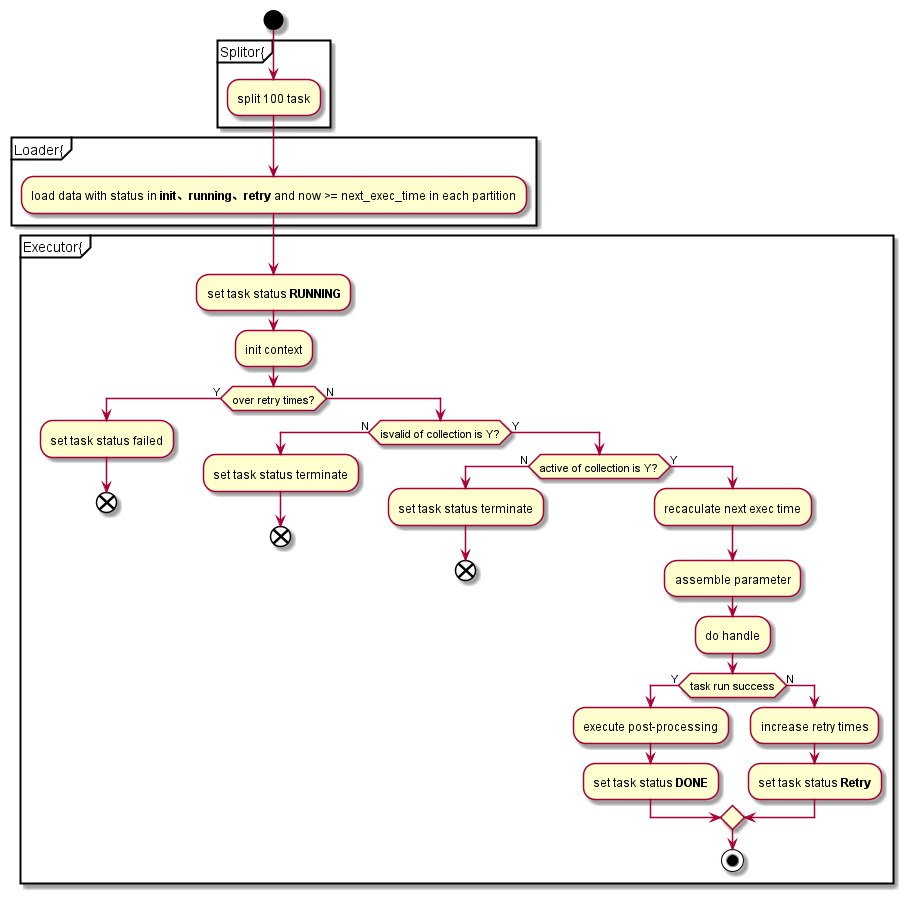 Splitor{
split 100 task
Loader{
load data with status in init、running、retry and now >= next_exec_time in each partition
Executor{
set task status RUNNING
init context
Y
over retry times?
N
set task status failed
N
isvalid of collection is Y?
Y
set task status terminate
N
active of collection is Y?
Y
set task status terminate
recaculate next exec time
assemble parameter
do handle
Y
task run success
N
execute post-processing
increase retry times
set task status DONE
set task status Retry